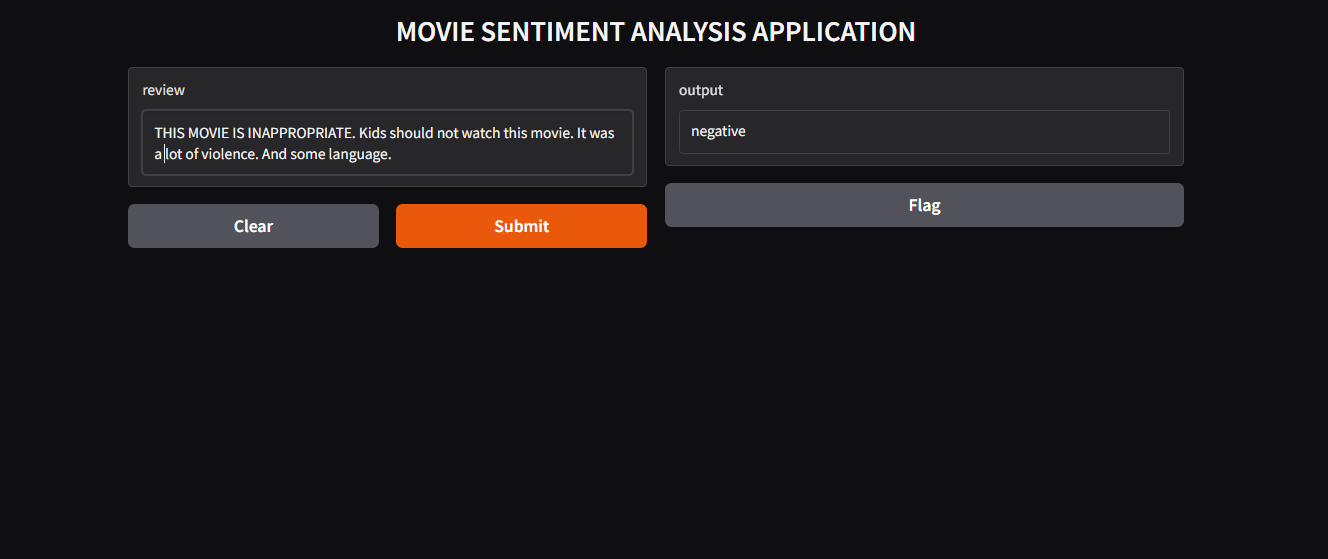 MOVIE SENTIMENT ANALYSIS APPLICATION
review
THIS MOVIE IS INAPPROPRIATE. Kids should not watch this movie. It was
a lot of violence. And some language.
Clear
Submit
output
negative
Flag